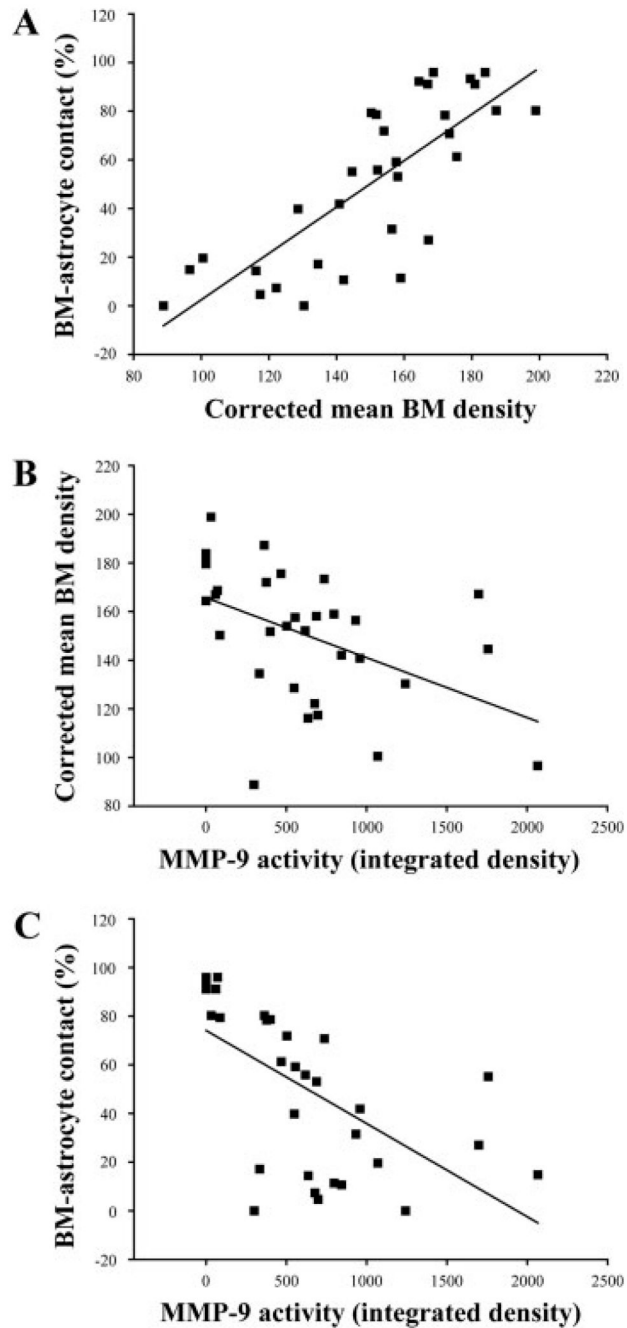 A
BM-astrocyte contact (%)
120
100
80
60
40
20
0
-20
80 100 120 140 160 180 200 220
Corrected mean BM density
B
Corrected mean BM density
220
200
180
160
140
120
100
80
0 500 1000 1500 2000 2500
MMP-9 activity (integrated density)
C
BM-astrocyte contact (%)
120
100
80
60
40
20
0
-20
0 500 1000 1500 2000 2500
MMP-9 activity (integrated density)